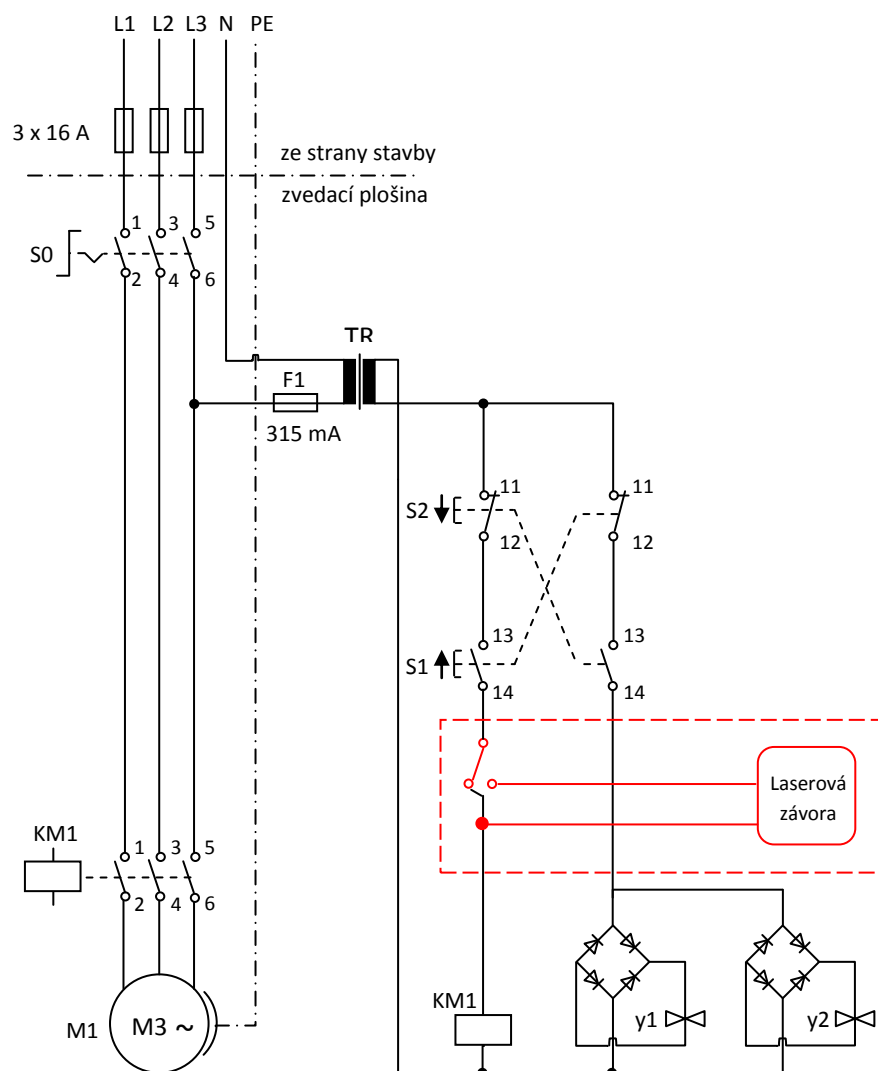 L1 L2 L3 N PE
3 x 16 A
ze strany stavby
zvedací plošina
S0
1 3 5
2 4 6
TR
F1
315 mA
S2
11 11
12 12
S1
13 13
14 14
Laserová
závora
KM1
1 3 5
2 4 6
KM1
y1
y2
M1
M3 ~